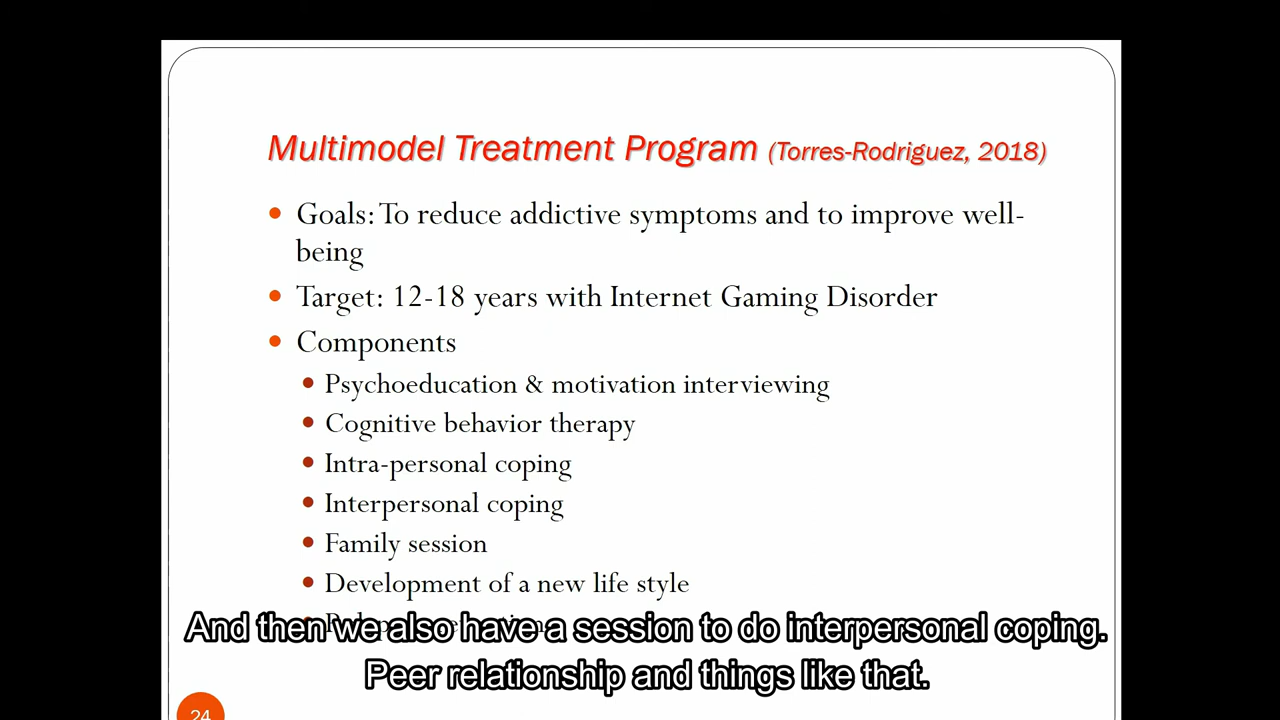 Multimodel Treatment Program (Torres-Rodriguez, 2018)
Goals: To reduce addictive symptoms and to improve well-
being
Target: 12-18 years with Internet Gaming Disorder
Components
Psychoeducation & motivation interviewing
Cognitive behavior therapy
Intra-personal coping
Interpersonal coping
Family session
Development of a new life style
And then we also have a session to do interpersonal coping.
Peer relationship and things like that.
24